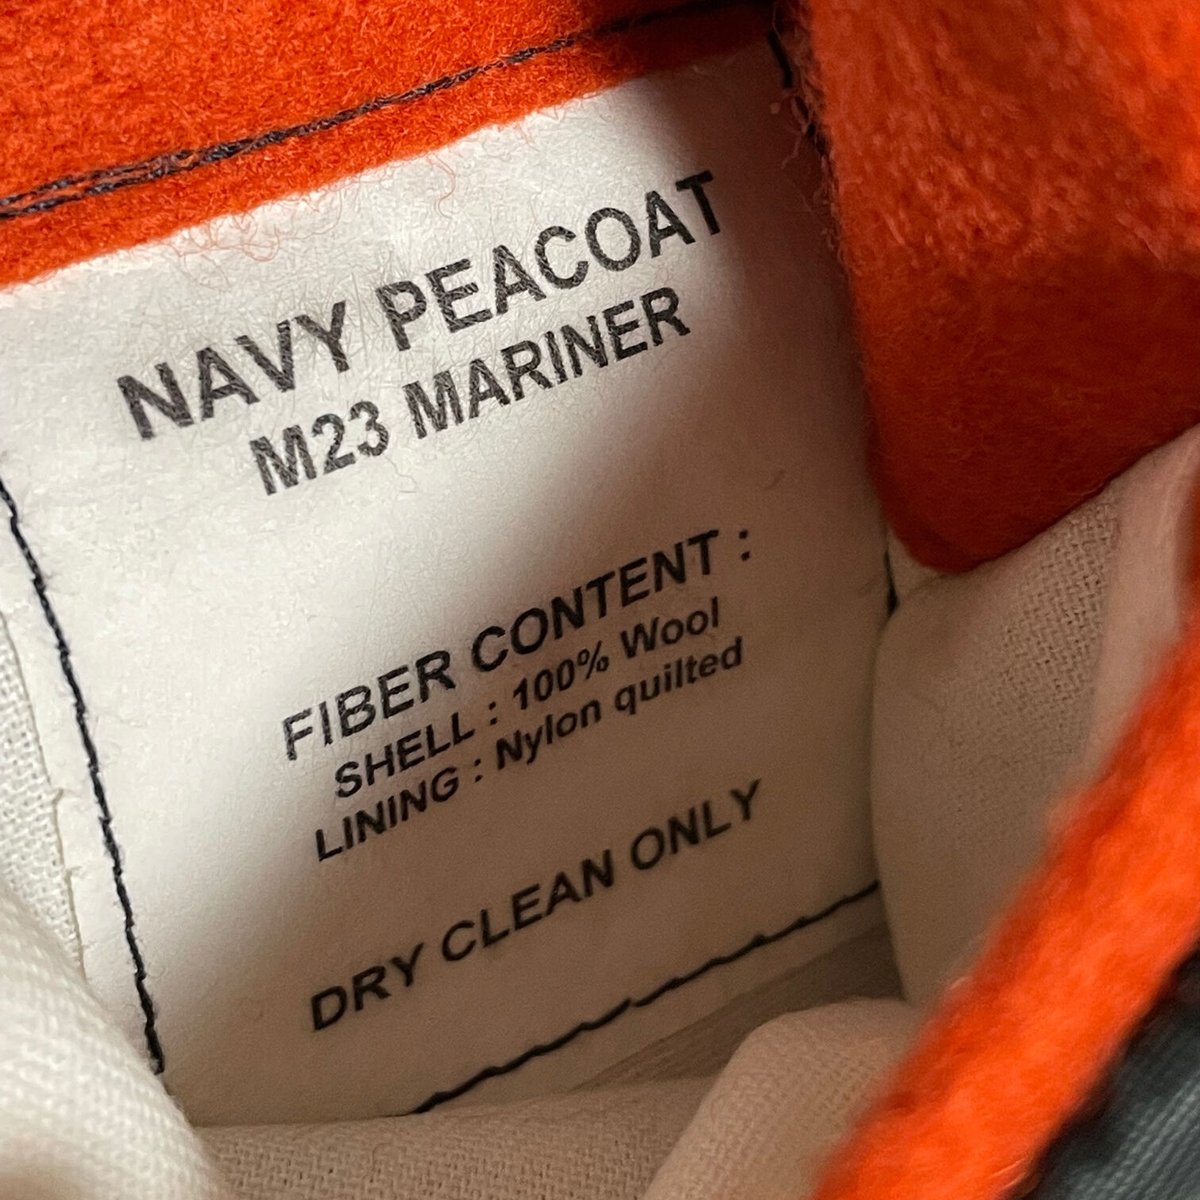 NAVY PEACOAT
M23 MARINER
FIBER CONTENT :
SHELL : 100% Wool
LINING : Nylon quilted
DRY CLEAN ONLY